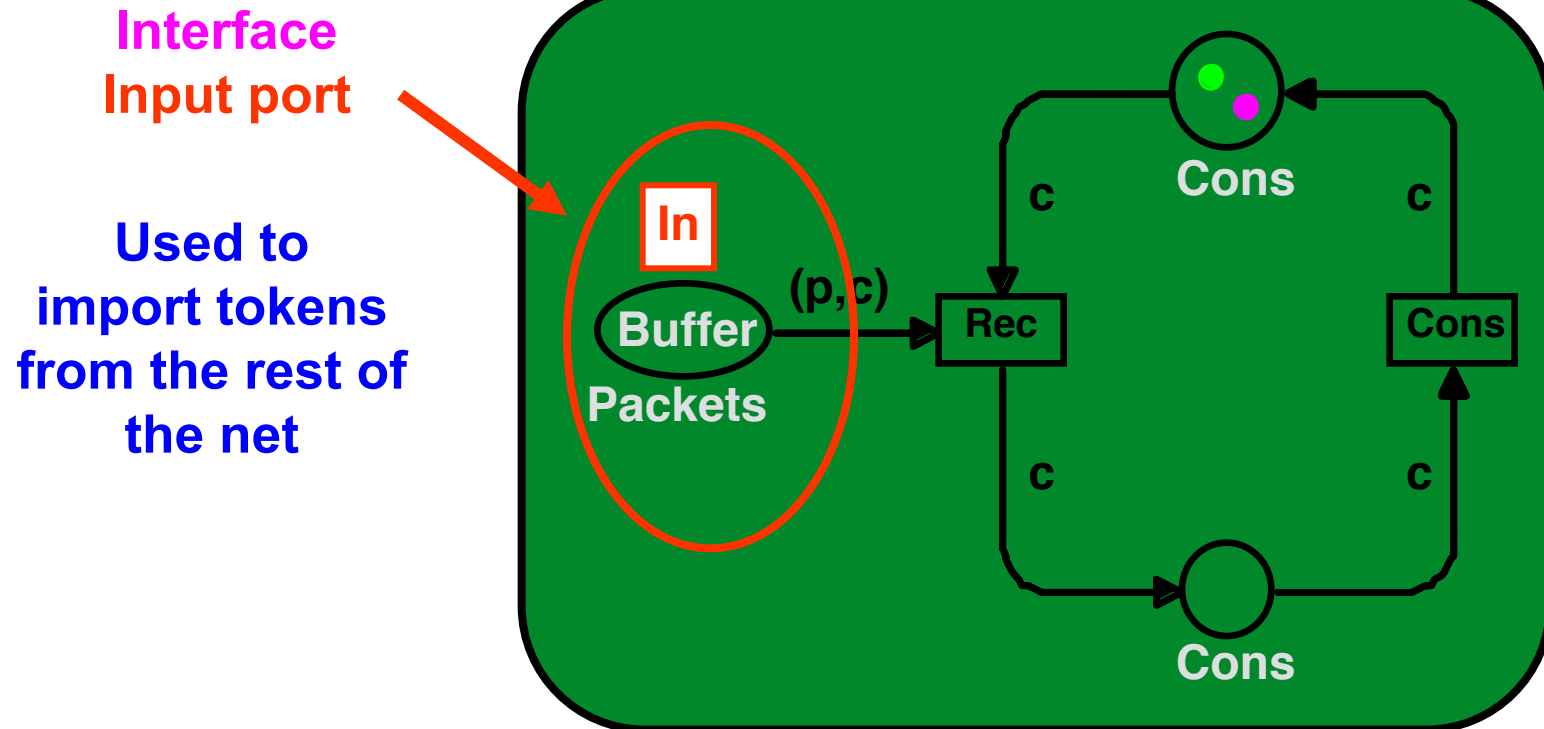 Interface
Input port
Used to
import tokens
from the rest of
the net
In
(p,c)
Buffer
Packets
Rec
Cons
c
c
Cons
c
c
Cons